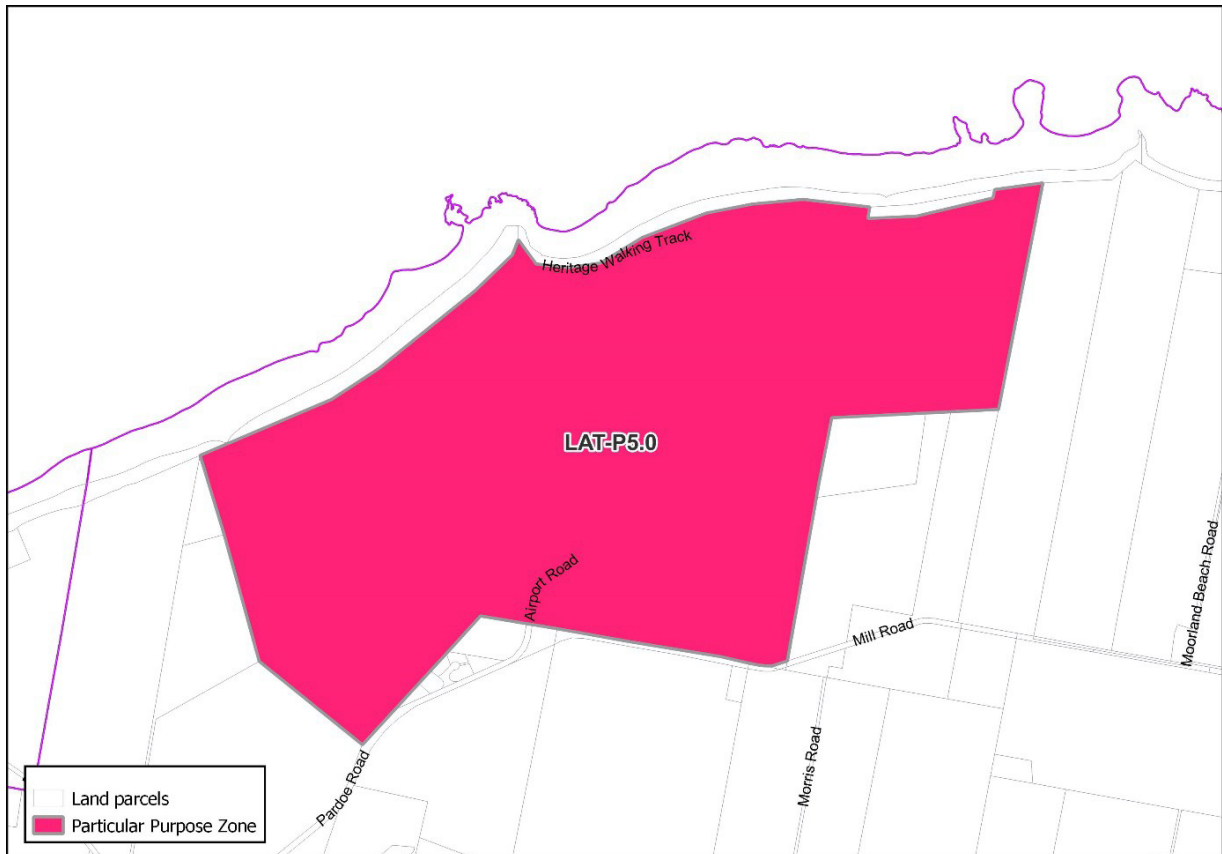 Heritage Walking Track
LAT-P5.0
Airport Road
Mill Road
Moorland Beach Road
Morris Road
Pardoe Road
Land parcels
Particular Purpose Zone